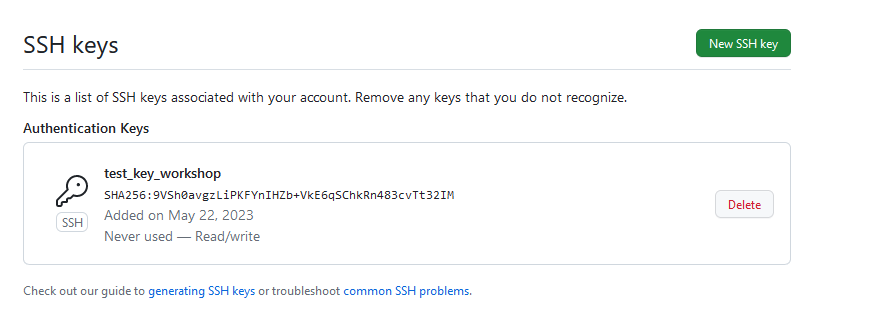 SSH keys
New SSH key
This is a list of SSH keys associated with your account. Remove any keys that you do not recognize.
Authentication Keys
test_key_workshop
SHA256:9VSh0avgzLiPKFYnIHZb+VkE6qSChkRn483cvTt32IM
Added on May 22, 2023
Never used — Read/write
SSH
Delete
Check out our guide to generating SSH keys or troubleshoot common SSH problems.